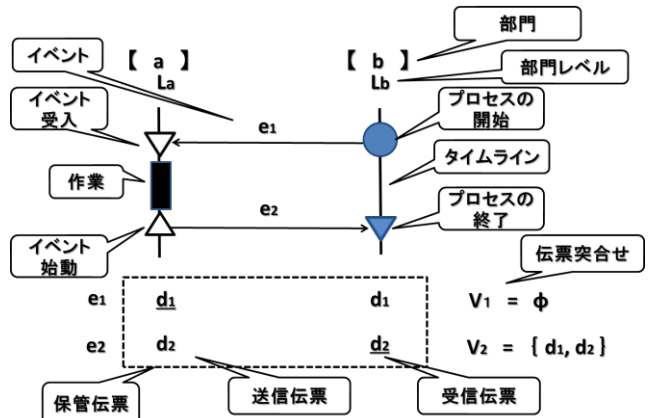 部門
イベント
【 a 】
【 b 】
La
Lb
部門レベル
イベント
受入
プロセスの
開始
e1
作業
タイムライン
e2
プロセスの
終了
イベント
始動
伝票突合せ
e1 d1 d1 V1 = ϕ
e2 d2 d2 V2 = { d1, d2 }
保管伝票
送信伝票
受信伝票